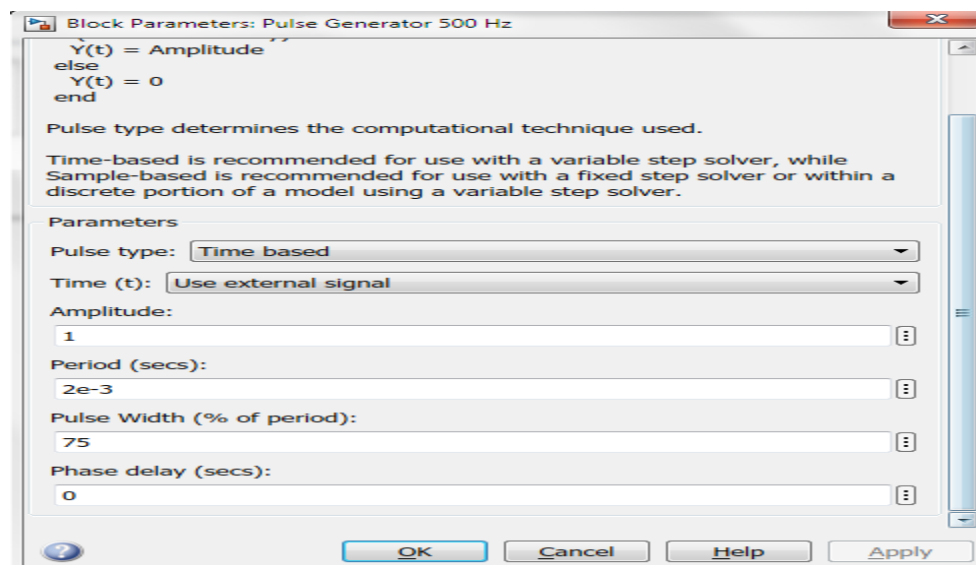 Block Parameters: Pulse Generator 500 Hz
Y(t) = Amplitude
else
Y(t) = 0
end
Pulse type determines the computational technique used.
Time-based is recommended for use with a variable step solver, while
Sample-based is recommended for use with a fixed step solver or within a
discrete portion of a model using a variable step solver.
Parameters
Pulse type: Time based
Time (t): Use external signal
Amplitude:
1
Period (secs):
2e-3
Pulse Width (% of period):
75
Phase delay (secs):
0
OK Cancel Help Apply